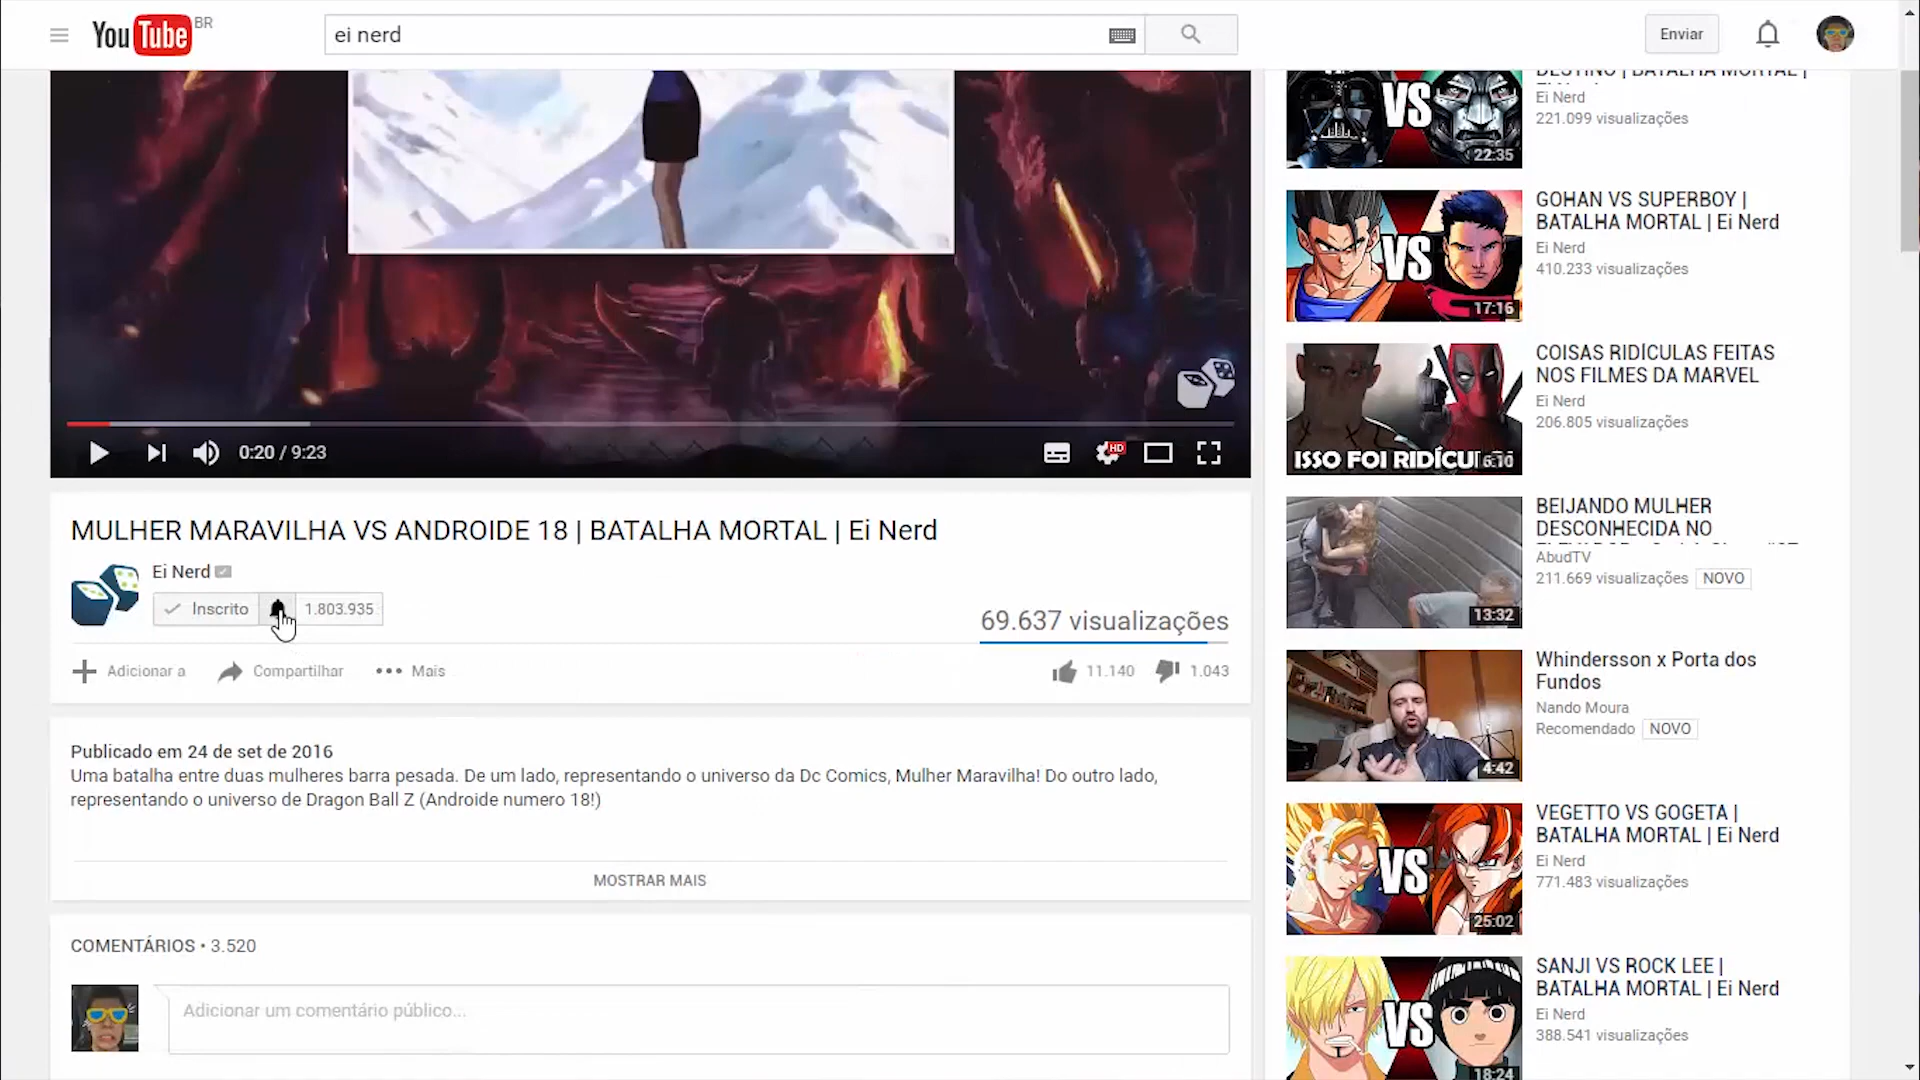 YouTube BR
ei nerd
Enviar
0:20 / 9:23
HD
MULHER MARAVILHA VS ANDROIDE 18 | BATALHA MORTAL | Ei Nerd
Ei Nerd
Inscrito
1.803.935
69.637 visualizações
Adicionar a
Compartilhar
Mais
11.140
1.043
Publicado em 24 de set de 2016
Uma batalha entre duas mulheres barra pesada. De um lado, representando o universo da Dc Comics, Mulher Maravilha! Do outro lado,
representando o universo de Dragon Ball Z (Androide numero 18!)
MOSTRAR MAIS
COMENTÁRIOS • 3.520
Adicionar um comentário público...
VS
22:35
DESTINO | BATALHA MORTAL |
Ei Nerd
221.099 visualizações
VS
17:16
GOHAN VS SUPERBOY |
BATALHA MORTAL | Ei Nerd
Ei Nerd
410.233 visualizações
ISSO FOI
6:10
COISAS RIDÍCULAS FEITAS
NOS FILMES DA MARVEL
Ei Nerd
206.805 visualizações
13:32
BEIJANDO MULHER
DESCONHECIDA NO
AbudTV
211.669 visualizações NOVO
4:42
Whindersson x Porta dos
Fundos
Nando Moura
Recomendado NOVO
VS
25:02
VEGETTO VS GOGETA |
BATALHA MORTAL | Ei Nerd
Ei Nerd
771.483 visualizações
VS
18:24
SANJI VS ROCK LEE |
BATALHA MORTAL | Ei Nerd
Ei Nerd
388.541 visualizações